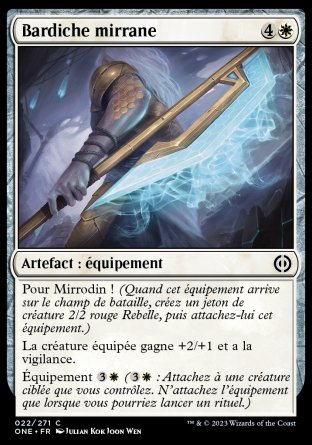 Bardiche mirrane 4
Artefact : équipement
Pour Mirrodin ! (Quand cet équipement arrive
sur le champ de bataille, créez un jeton de
créature 2/2 rouge Rebelle, puis attachez-lui cet
équipement.)
La créature équipée gagne +2/+1 et a la
vigilance.
Équipement 3 (3 : Attachez à une créature
ciblée que vous contrôlez. N'attachez l'équipement
que lorsque vous pourriez lancer un rituel.)
022/271 C
ONE • FR Julian Kok Joon Wen
™ & © 2023 Wizards of the Coast